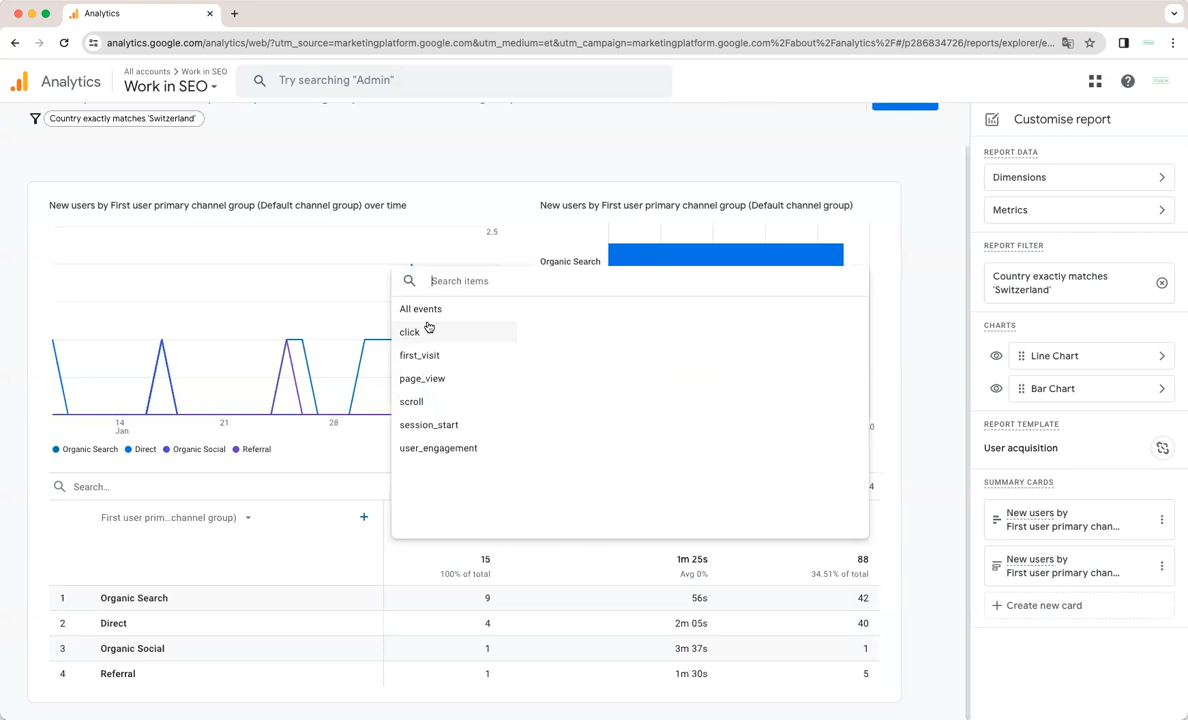 Analytics
analytics.google.com/analytics/web/?utm_source=marketingplatform.google.com&utm_medium=et&utm_campaign=marketingplatform.google.com%2Fabout%2Fanalytics%2F#/p286834726/reports/explorer/e...
Analytics
All accounts > Work in SEO
Work in SEO
Try searching "Admin"
Country exactly matches 'Switzerland'
New users by First user primary channel group (Default channel group) over time
2.5
14
Jan
21
28
Organic Search
Direct
Organic Social
Referral
New users by First user primary channel group (Default channel group)
Organic Search
0
Search items
All events
click
first_visit
page_view
scroll
session_start
user_engagement
Search...
4
First user prim...channel group)
15
1m 25s
88
100% of total
Avg 0%
34.51% of total
1 Organic Search 9 56s 42
2 Direct 4 2m 05s 40
3 Organic Social 1 3m 37s 1
4 Referral 1 1m 30s 5
Customise report
REPORT DATA
Dimensions
Metrics
REPORT FILTER
Country exactly matches
'Switzerland'
CHARTS
Line Chart
Bar Chart
REPORT TEMPLATE
User acquisition
SUMMARY CARDS
New users by
First user primary chan...
New users by
First user primary chan...
Create new card